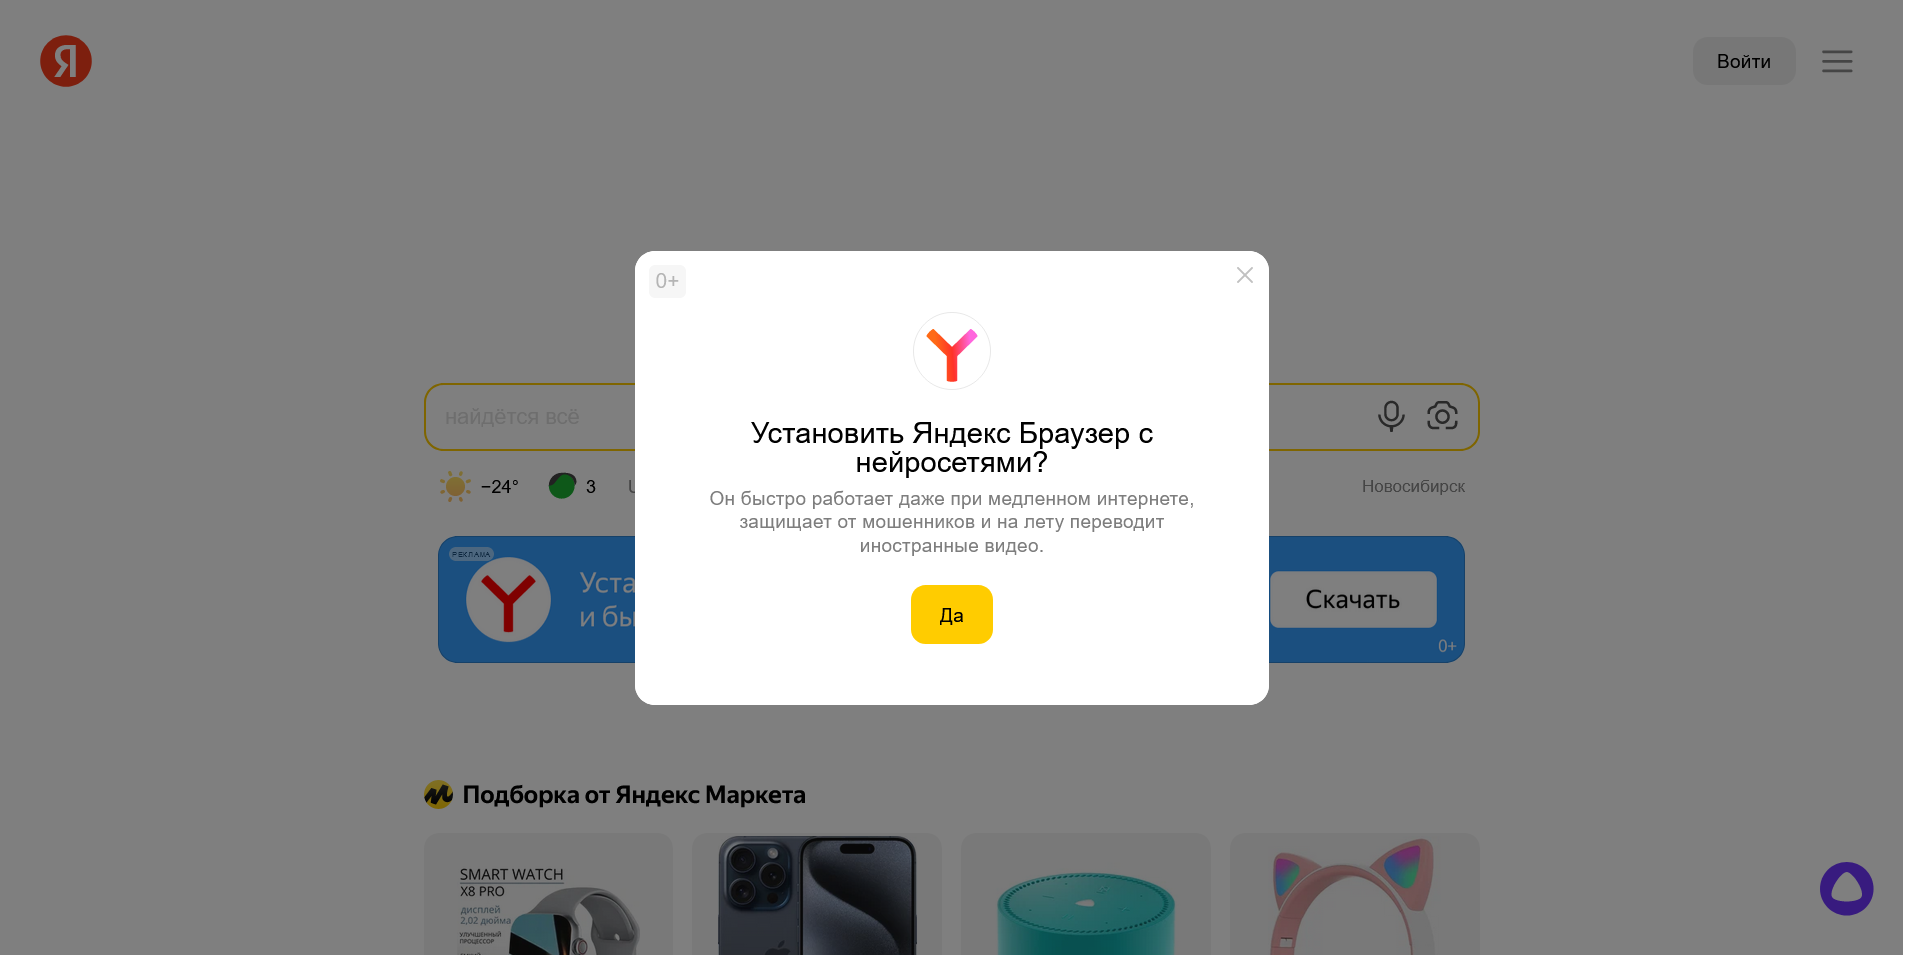 Я
Войти
0+
Установить Яндекс Браузер с
нейросетями?
Он быстро работает даже при медленном интернете,
защищает от мошенников и на лету переводит
иностранные видео.
Да
найдётся всё
−24°
3
Новосибирск
РЕКЛАМА
Уста
и бы
Скачать
0+
Подборка от Яндекс Маркета
SMART WATCH
X8 PRO
дисплей
2,02 дюйма
УЛУЧШЕННЫЙ
ПРОЦЕССОР